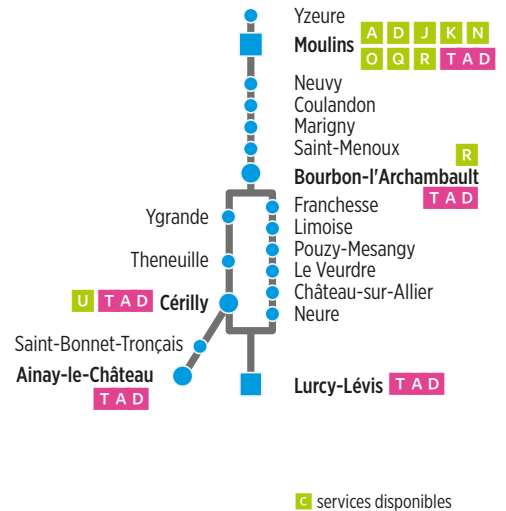 Yzeure
Moulins A D J K N
O Q R TAD
Neuvy
Coulandon
Marigny
Saint-Menoux
R
Bourbon-l'Archambault
TAD
Franchesse
Limoise
Pouzy-Mesangy
Le Veurdre
Château-sur-Allier
Neure
Ygrande
Theneuille
U TAD Cérilly
Saint-Bonnet-Tronçais
Ainay-le-Château
TAD
Lurcy-Lévis TAD
C services disponibles